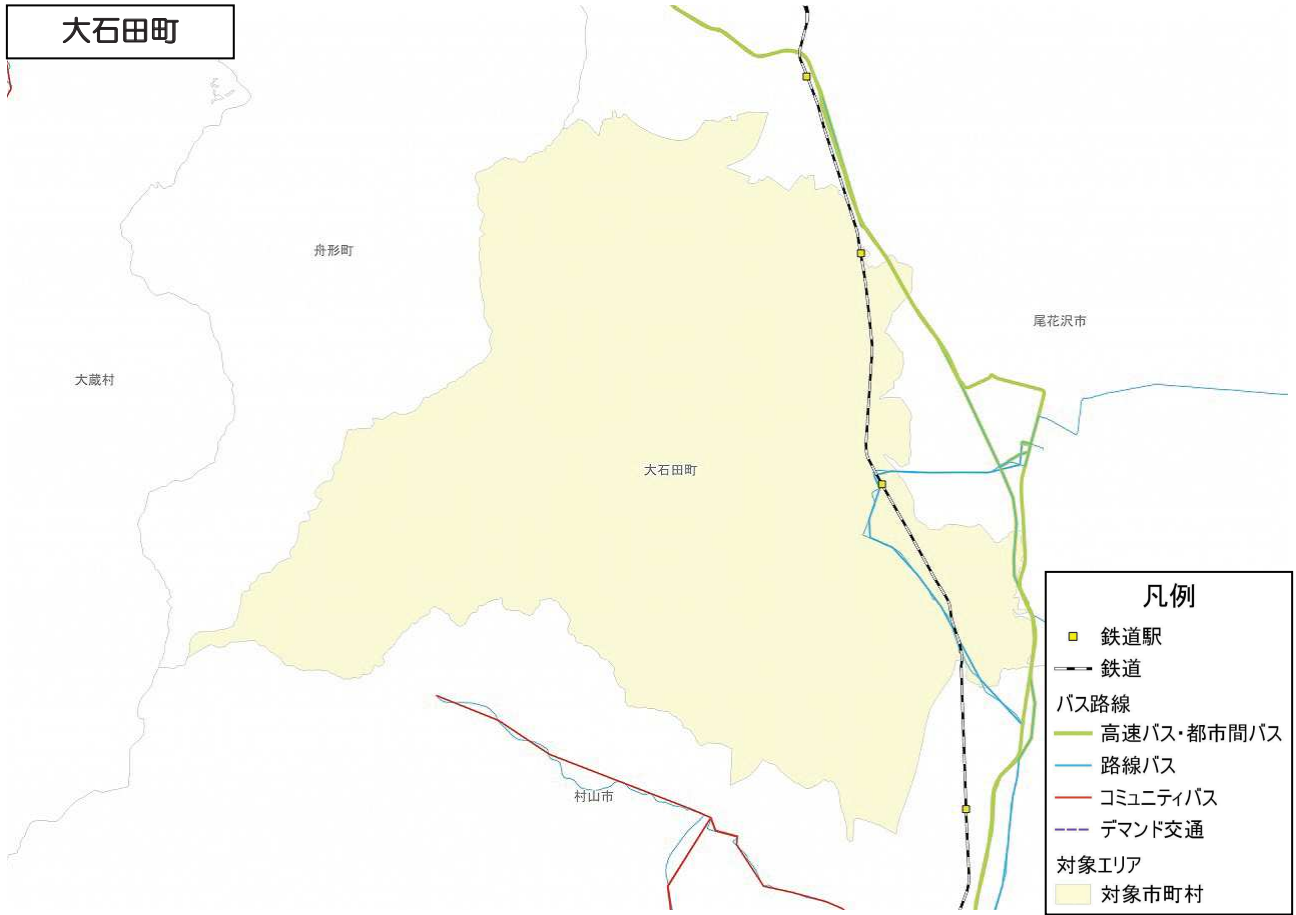 大石田町
舟形町
尾花沢市
大蔵村
大石田町
村山市
凡例
鉄道駅
鉄道
バス路線
高速バス・都市間バス
路線バス
コミュニティバス
デマンド交通
対象エリア
対象市町村